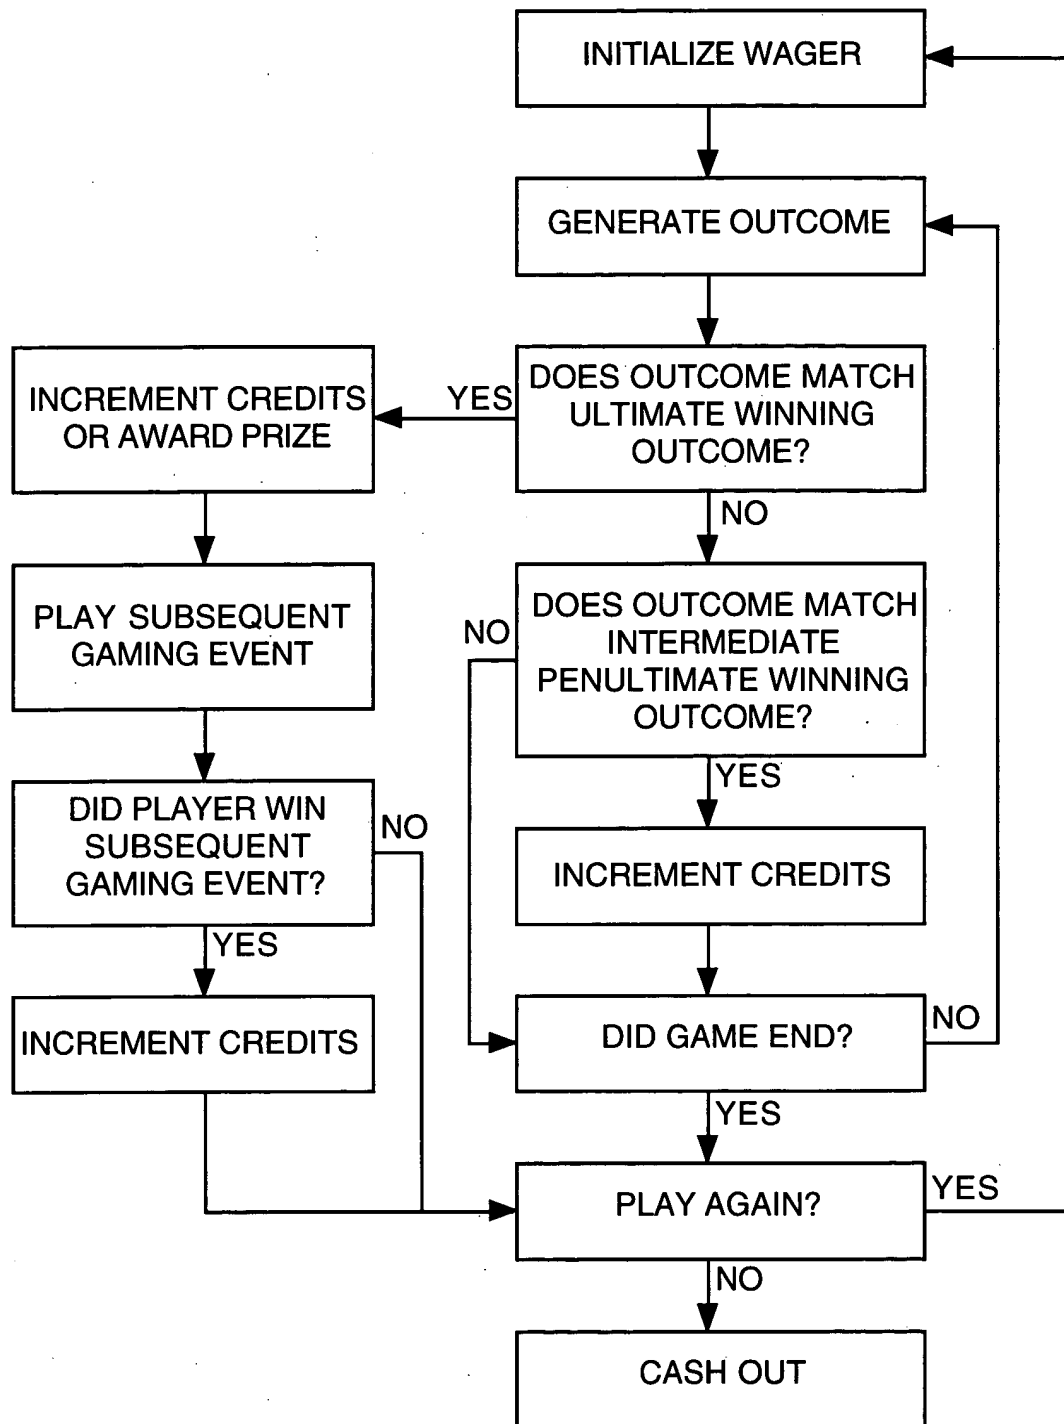 INITIALIZE WAGER
GENERATE OUTCOME
DOES OUTCOME MATCH
ULTIMATE WINNING
OUTCOME?
YES
INCREMENT CREDITS
OR AWARD PRIZE
NO
PLAY SUBSEQUENT
GAMING EVENT
DOES OUTCOME MATCH
INTERMEDIATE
PENULTIMATE WINNING
OUTCOME?
NO
YES
DID PLAYER WIN
SUBSEQUENT
GAMING EVENT?
NO
YES
INCREMENT CREDITS
INCREMENT CREDITS
DID GAME END?
NO
YES
PLAY AGAIN?
YES
NO
CASH OUT